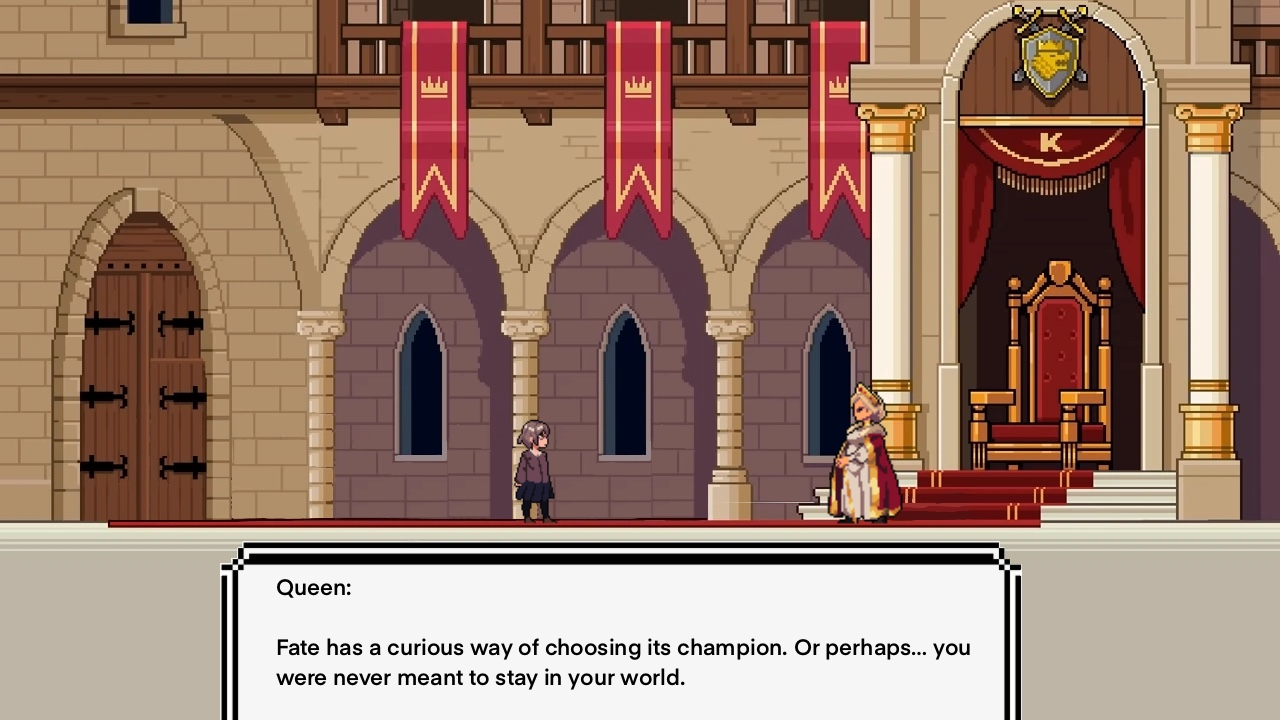 K
Queen:
Fate has a curious way of choosing its champion. Or perhaps... you
were never meant to stay in your world.